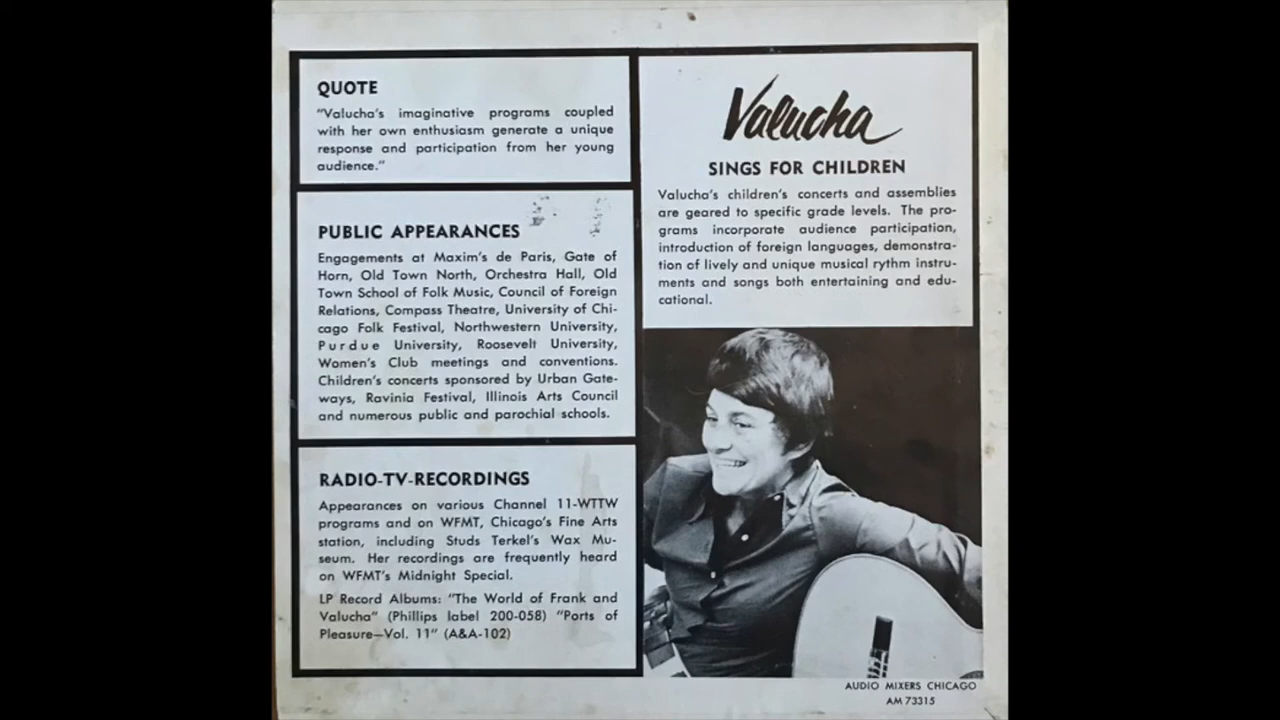 QUOTE
"Valucha's imaginative programs coupled
with her own enthusiasm generate a unique
response and participation from her young
audience."
PUBLIC APPEARANCES
Engagements at Maxim's de Paris, Gate of
Horn, Old Town North, Orchestra Hall, Old
Town School of Folk Music, Council of Foreign
Relations, Compass Theatre, University of Chi-
cago Folk Festival, Northwestern University,
Purdue University, Roosevelt University,
Women's Club meetings and conventions.
Children's concerts sponsored by Urban Gate-
ways, Ravinia Festival, Illinois Arts Council
and numerous public and parochial schools.
RADIO-TV-RECORDINGS
Appearances on various Channel 11-WTTW
programs and on WFMT, Chicago's Fine Arts
station, including Studs Terkel's Wax Mu-
seum. Her recordings are frequently heard
on WFMT's Midnight Special.
LP Record Albums: "The World of Frank and
Valucha" (Phillips label 200-058) "Ports of
Pleasure—Vol. 11" (A&A-102)
Valucha
SINGS FOR CHILDREN
Valucha's children's concerts and assemblies
are geared to specific grade levels. The pro-
grams incorporate audience participation,
introduction of foreign languages, demonstra-
tion of lively and unique musical rythm instru-
ments and songs both entertaining and edu-
cational.
AUDIO MIXERS CHICAGO
AM 73315